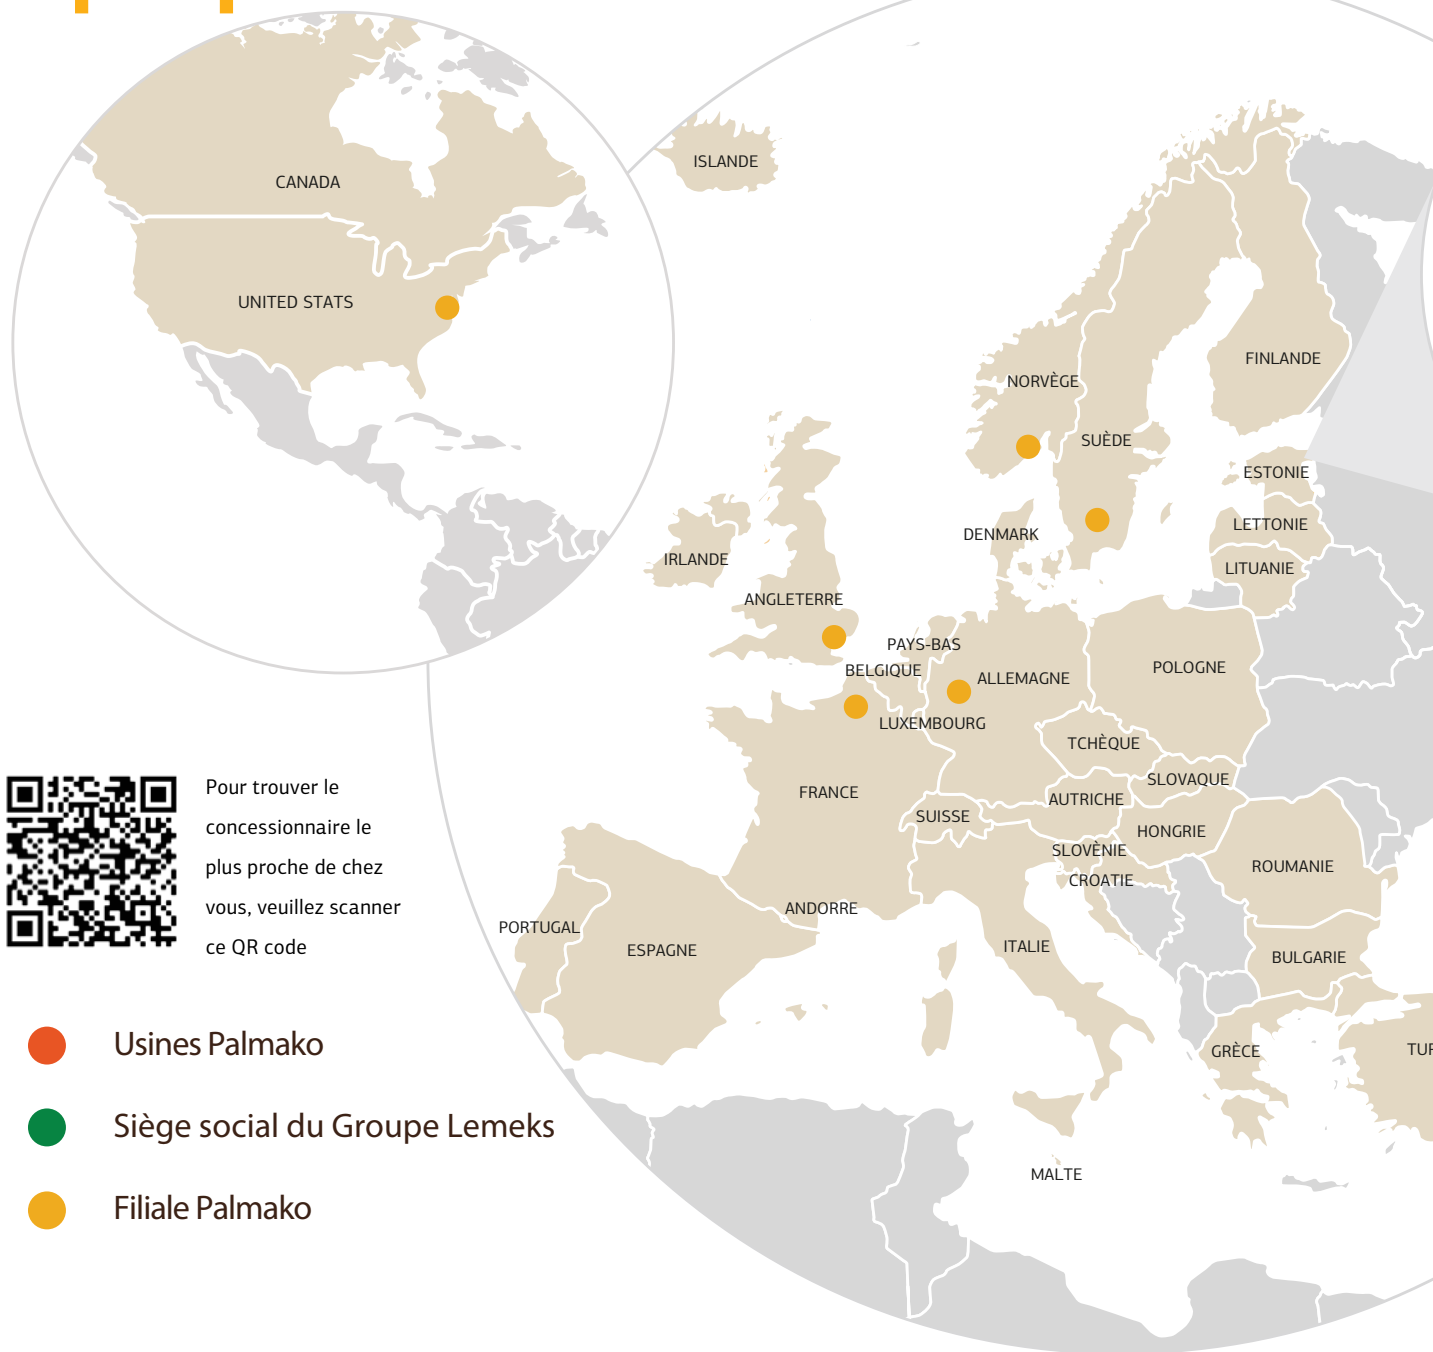 CANADA
UNITED STATS
ISLANDE
NORVÈGE
SUÈDE
FINLANDE
ESTONIE
LETTONIE
LITUANIE
DENMARK
IRLANDE
ANGLETERRE
PAYS-BAS
BELGIQUE
ALLEMAGNE
LUXEMBOURG
POLOGNE
TCHÈQUE
SLOVAQUE
FRANCE
SUISSE
AUTRICHE
HONGRIE
SLOVÈNIE
CROATIE
ROUMANIE
ANDORRE
PORTUGAL
ESPAGNE
ITALIE
BULGARIE
GRÈCE
MALTE
Pour trouver le
concessionnaire le
plus proche de chez
vous, veuillez scanner
ce QR code
Usines Palmako
Siège social du Groupe Lemeks
Filiale Palmako